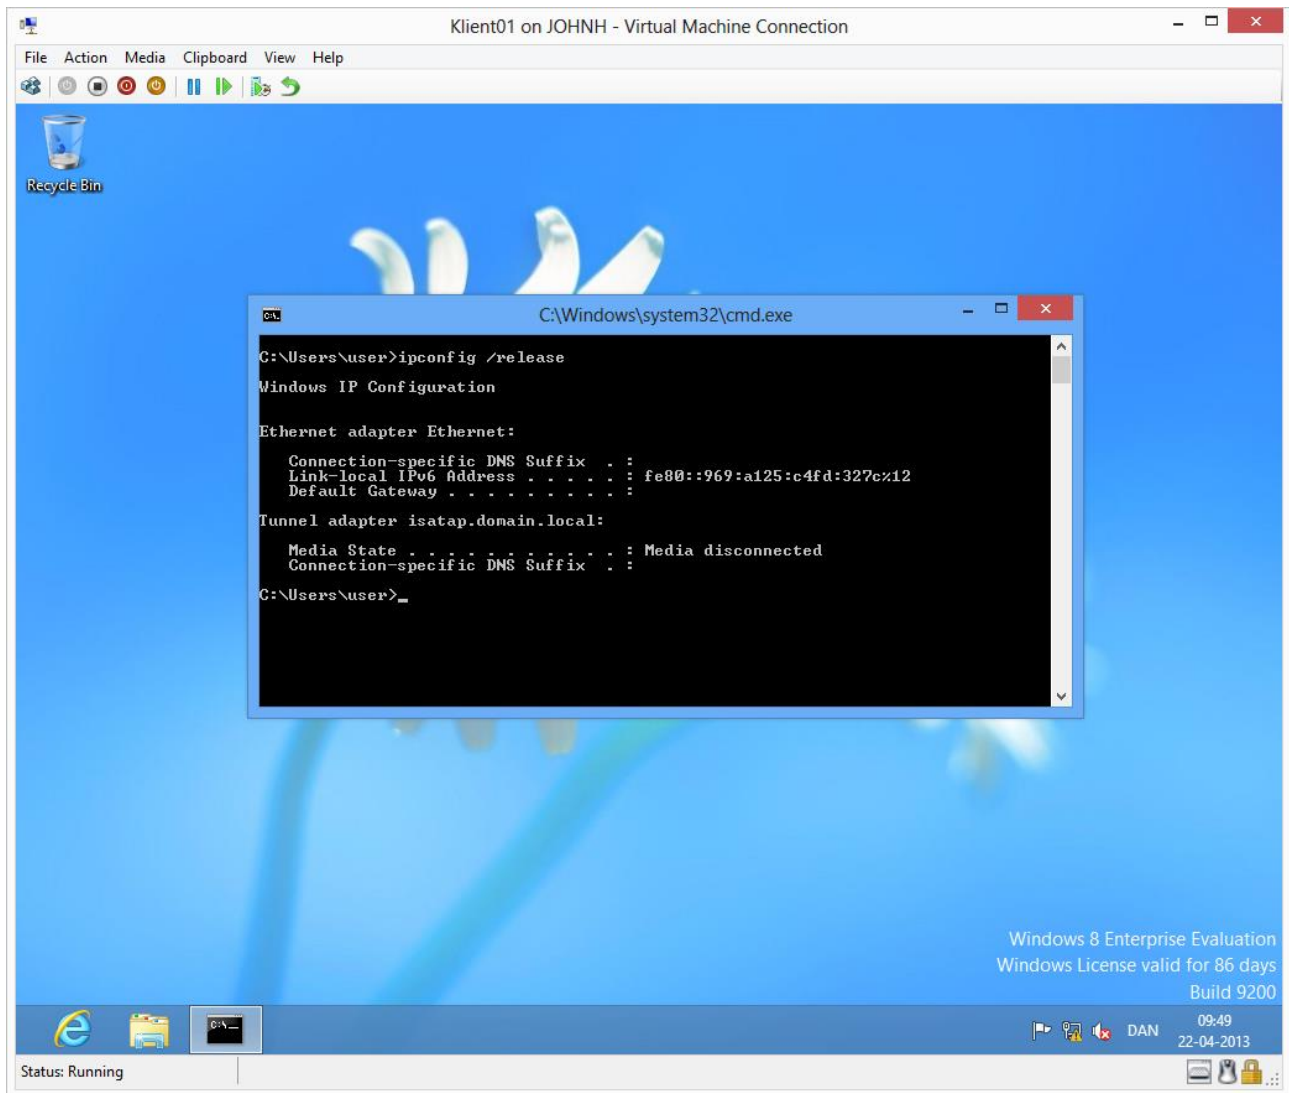 Klient01 on JOHNH - Virtual Machine Connection
File Action Media Clipboard View Help
Recycle Bin
C:\Windows\system32\cmd.exe
C:\Users\user>ipconfig /release
Windows IP Configuration
Ethernet adapter Ethernet:
Connection-specific DNS Suffix . :
Link-local IPv6 Address . . . . . : fe80::969:a125:c4fd:327c%12
Default Gateway . . . . . . . . . :
Tunnel adapter isatap.domain.local:
Media State . . . . . . . . . . . : Media disconnected
Connection-specific DNS Suffix . :
C:\Users\user>_
Windows 8 Enterprise Evaluation
Windows License valid for 86 days
Build 9200
DAN
09:49
22-04-2013
Status: Running